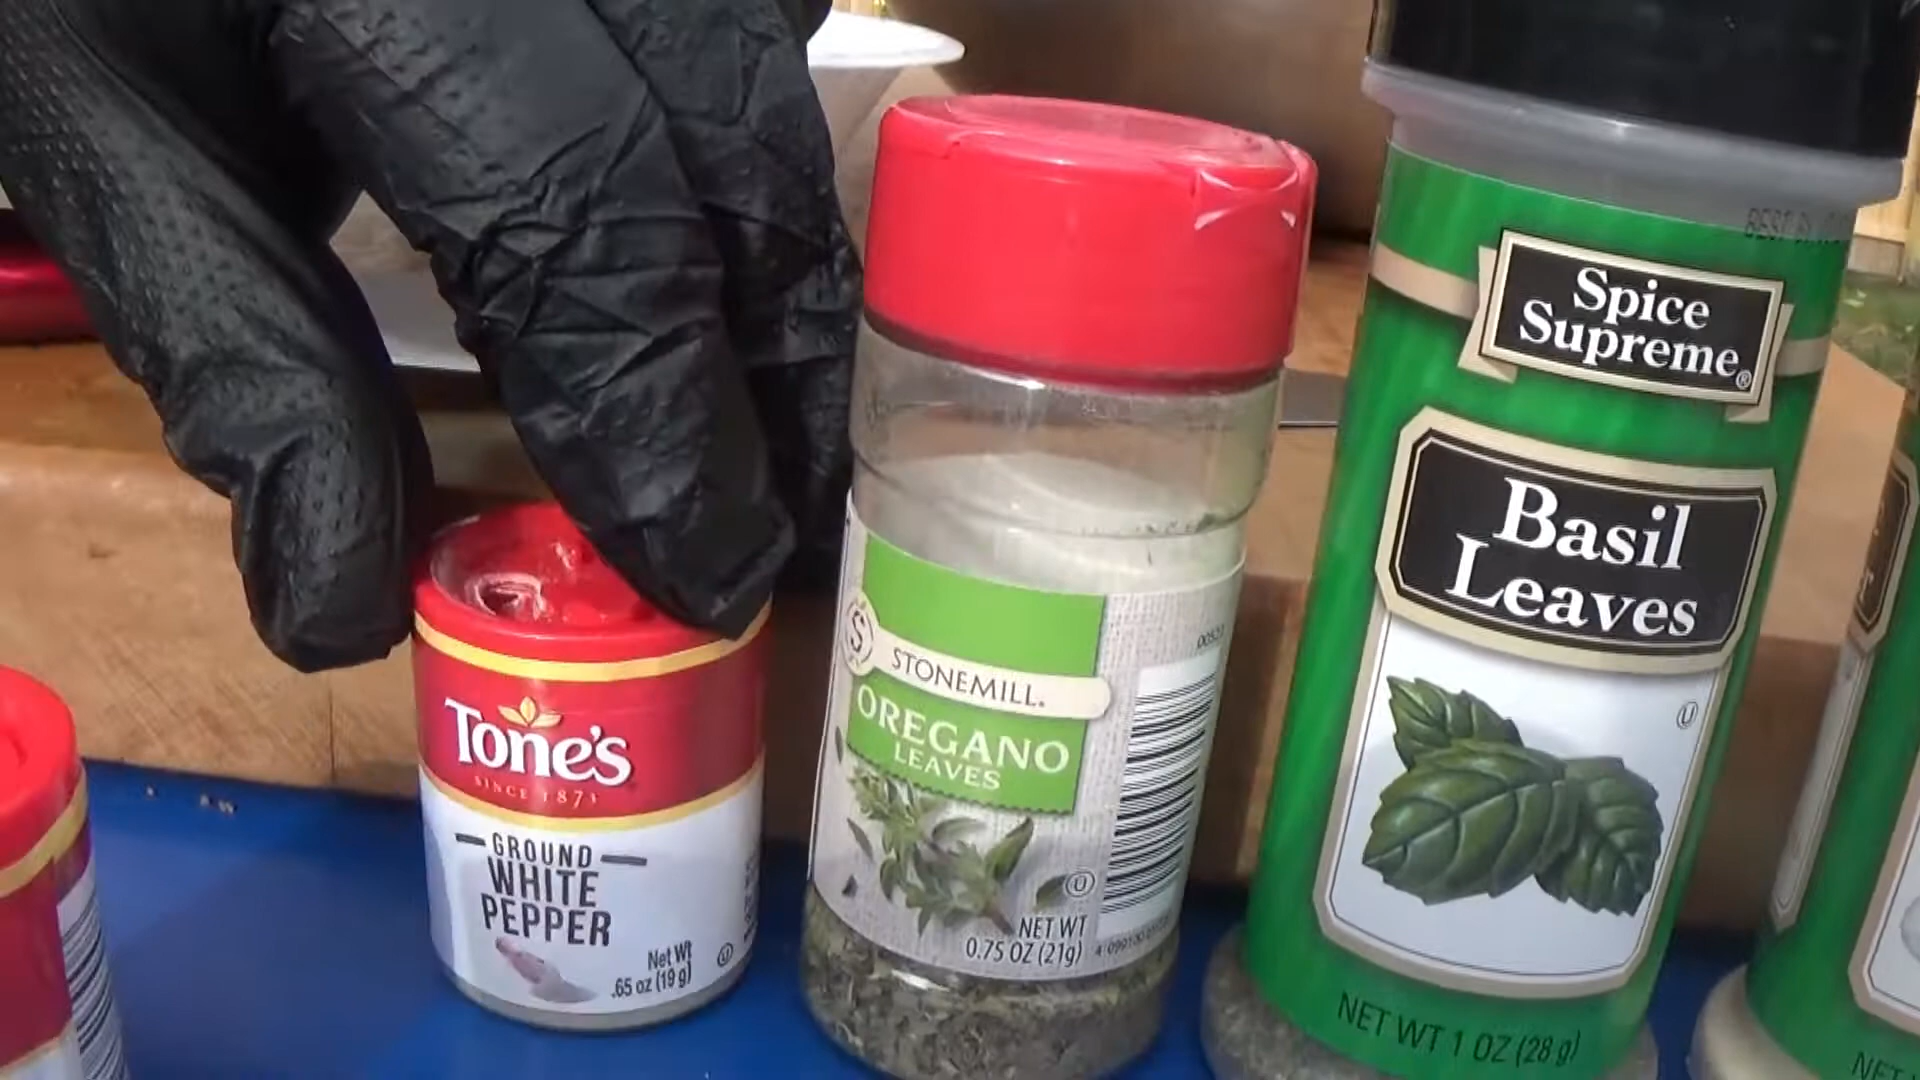 Tone's
SINCE 1871
GROUND
WHITE
PEPPER
Net Wt
.65 oz (19 g)
STONEMILL.
OREGANO
LEAVES
NET WT
0.75 OZ (21g)
Spice
Supreme®
Basil
Leaves
NET WT 1 OZ (28 g)